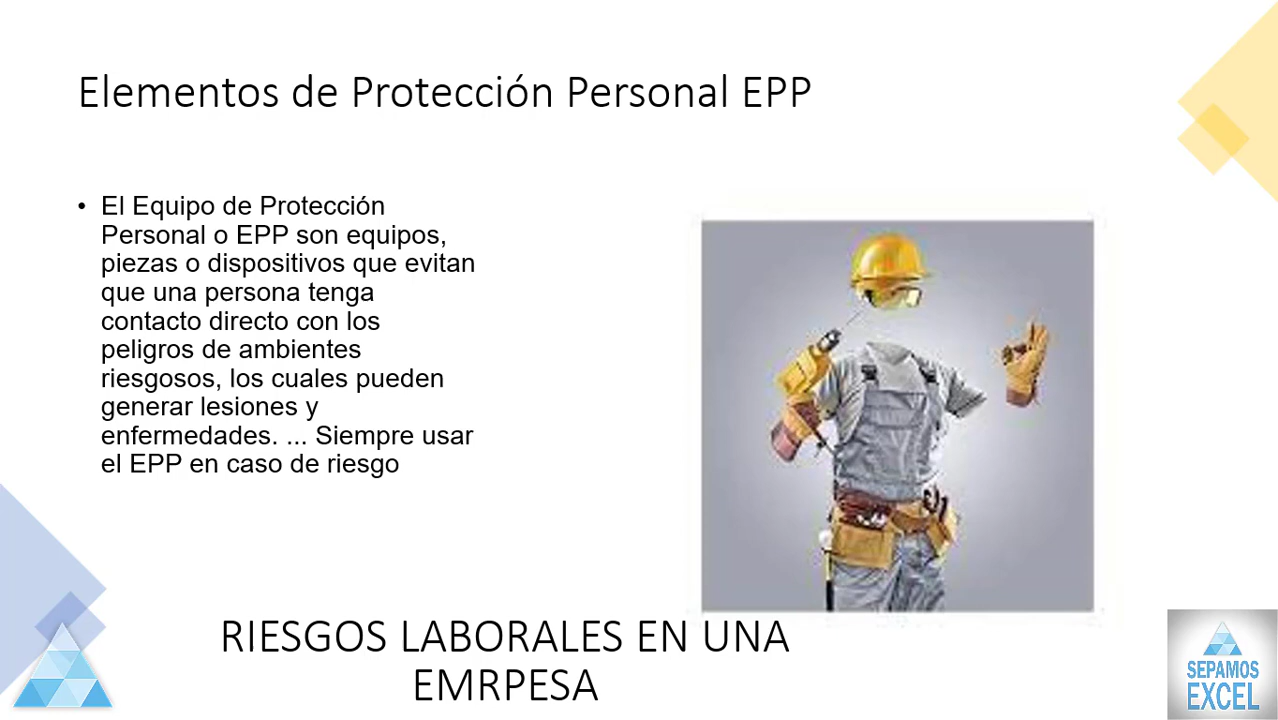 Elementos de Protección Personal EPP
• El Equipo de Protección
Personal o EPP son equipos,
piezas o dispositivos que evitan
que una persona tenga
contacto directo con los
peligros de ambientes
riesgosos, los cuales pueden
generar lesiones y
enfermedades. ... Siempre usar
el EPP en caso de riesgo
RIESGOS LABORALES EN UNA
EMRPESA
SEPAMOS
EXCEL